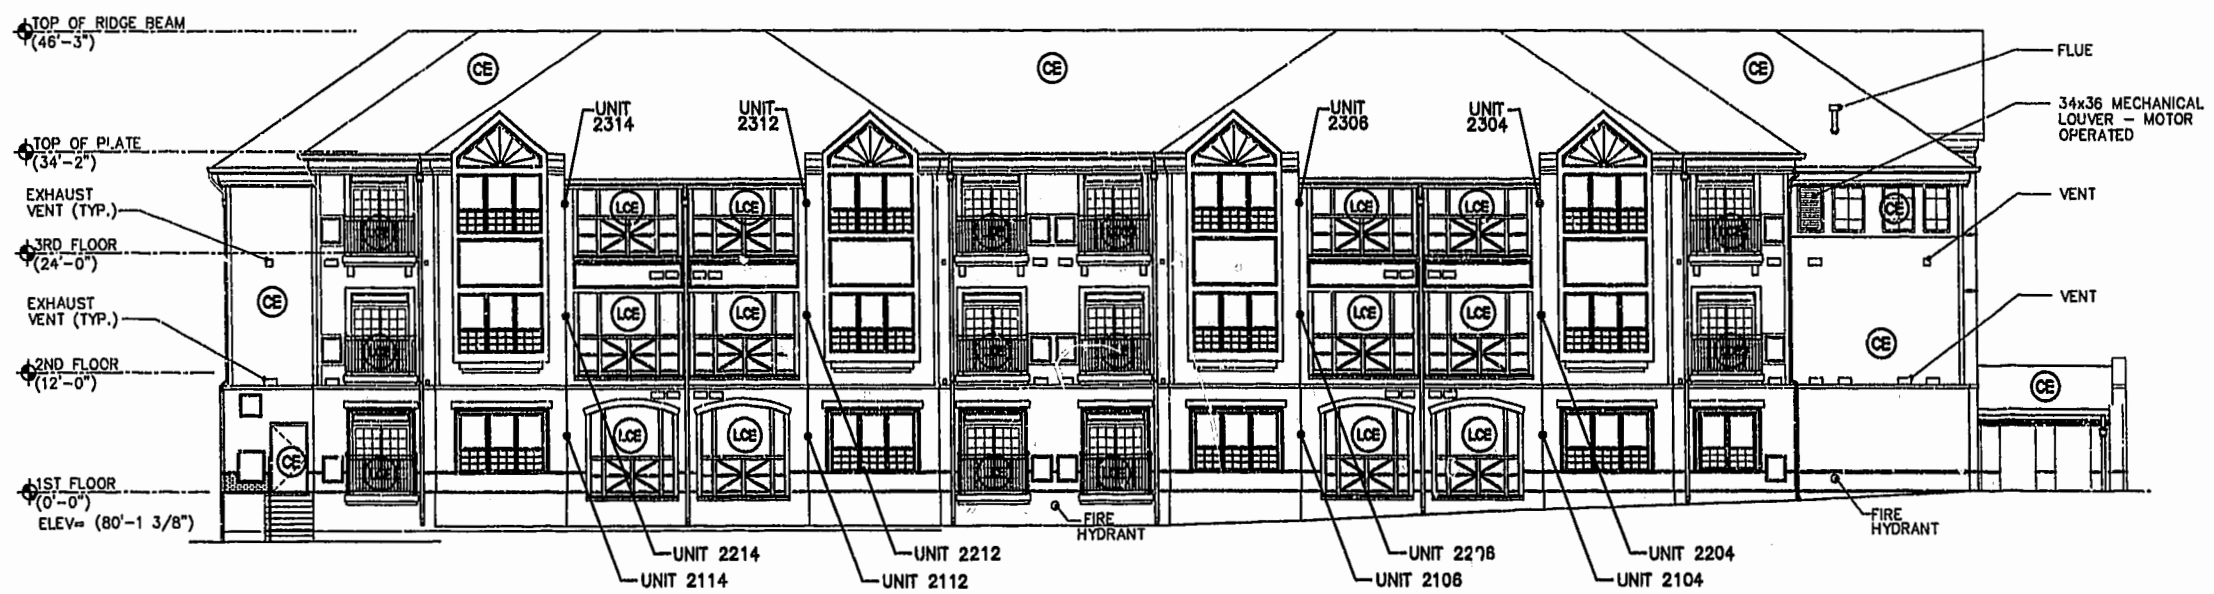 TOP OF RIDGE BEAM
(46'-3")
TOP OF PLATE
(34'-2")
EXHAUST
VENT (TYP.)
3RD FLOOR
(24'-0")
EXHAUST
VENT (TYP.)
2ND FLOOR
(12'-0")
1ST FLOOR
(0'-0")
ELEV= (80'-1 3/8")
CE
CE
CE
UNIT
2314
UNIT
2312
UNIT
2306
UNIT
2304
FLUE
34x36 MECHANICAL
LOUVER - MOTOR
OPERATED
VENT
VENT
LCE
LCE
LCE
LCE
CE
CE
LCE
LCE
LCE
LCE
CE
CE
CE
LCE
LCE
LCE
LCE
FIRE
HYDRANT
FIRE
HYDRANT
UNIT 2214
UNIT 2114
UNIT 2212
UNIT 2112
UNIT
UNIT 2106
UNIT 2204
UNIT 2104